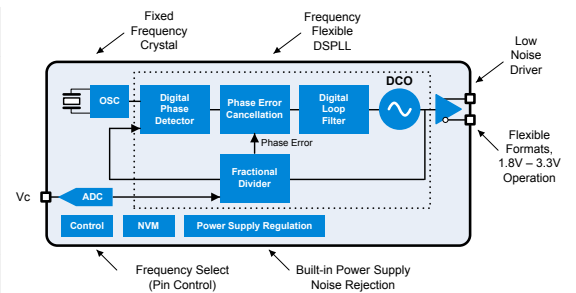 Fixed
Frequency
Crystal
Frequency
Flexible
DSPLL
Low
Noise
Driver
DCO
OSC
Digital
Phase
Detector
Phase Error
Cancellation
Digital
Loop
Filter
Phase Error
Flexible
Formats,
1.8V – 3.3V
Operation
Fractional
Divider
Vc
ADC
Control
NVM
Power Supply Regulation
Frequency Select
(Pin Control)
Built-in Power Supply
Noise Rejection